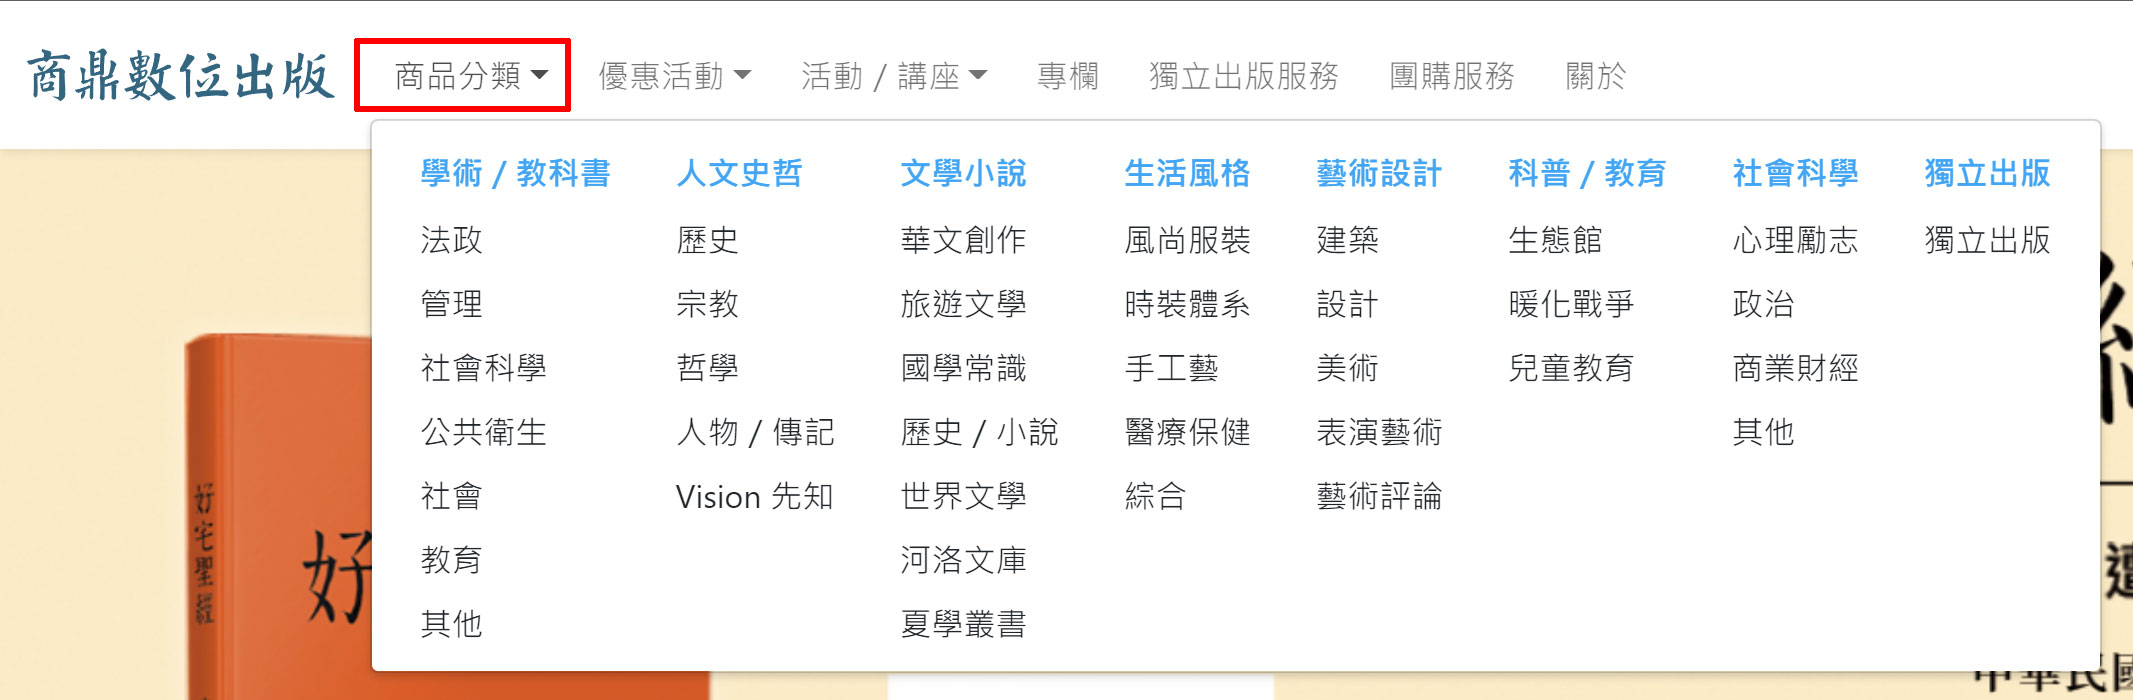 商鼎數位出版
商品分類
優惠活動
活動 / 講座
專欄
獨立出版服務
團購服務
關於
學術 / 教科書
法政
管理
社會科學
公共衛生
社會
教育
其他
人文史哲
歷史
宗教
哲學
人物 / 傳記
Vision 先知
文學小說
華文創作
旅遊文學
國學常識
歷史 / 小說
世界文學
河洛文庫
夏學叢書
生活風格
風尚服裝
時裝體系
手工藝
醫療保健
綜合
藝術設計
建築
設計
美術
表演藝術
藝術評論
科普 / 教育
生態館
暖化戰爭
兒童教育
社會科學
心理勵志
政治
商業財經
其他
獨立出版
獨立出版
好宅聖經
好
中華民國